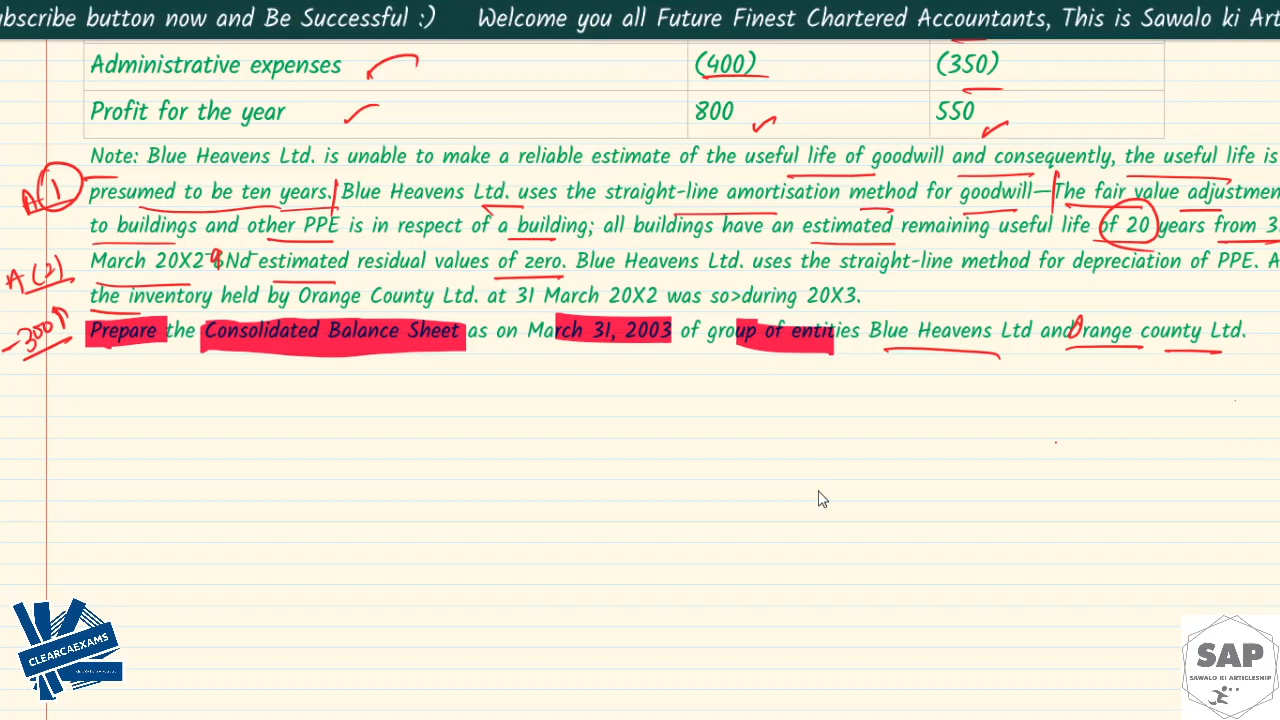 ubscribe button now and Be Successful :) Welcome you all Future Finest Chartered Accountants, This is Sawalo ki Art
Administrative expenses (400) (350)
Profit for the year 800 550
Note: Blue Heavens Ltd. is unable to make a reliable estimate of the useful life of goodwill and consequently, the useful life is
A 1 presumed to be ten years. Blue Heavens Ltd. uses the straight-line amortisation method for goodwill—The fair value adjustmen
to buildings and other PPE is in respect of a building; all buildings have an estimated remaining useful life of 20 years from 3
A (2) March 20X2 Nd estimated residual values of zero. Blue Heavens Ltd. uses the straight-line method for depreciation of PPE. A
the inventory held by Orange County Ltd. at 31 March 20X2 was so>during 20X3.
-300 Prepare the Consolidated Balance Sheet as on March 31, 2003 of group of entities Blue Heavens Ltd and Orange county Ltd.
CLEARCAEXAMS
SAP
SAWALO KI ARTICLESHIP